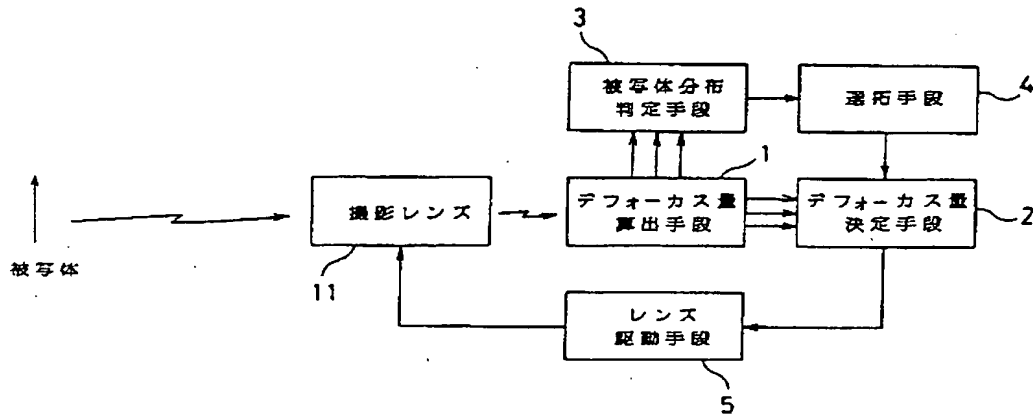 3
被写体分布
判定手段
選択手段
4
1
撮影レンズ
デフォーカス量
算出手段
デフォーカス量
決定手段
2
被写体
11
レンズ
駆動手段
5